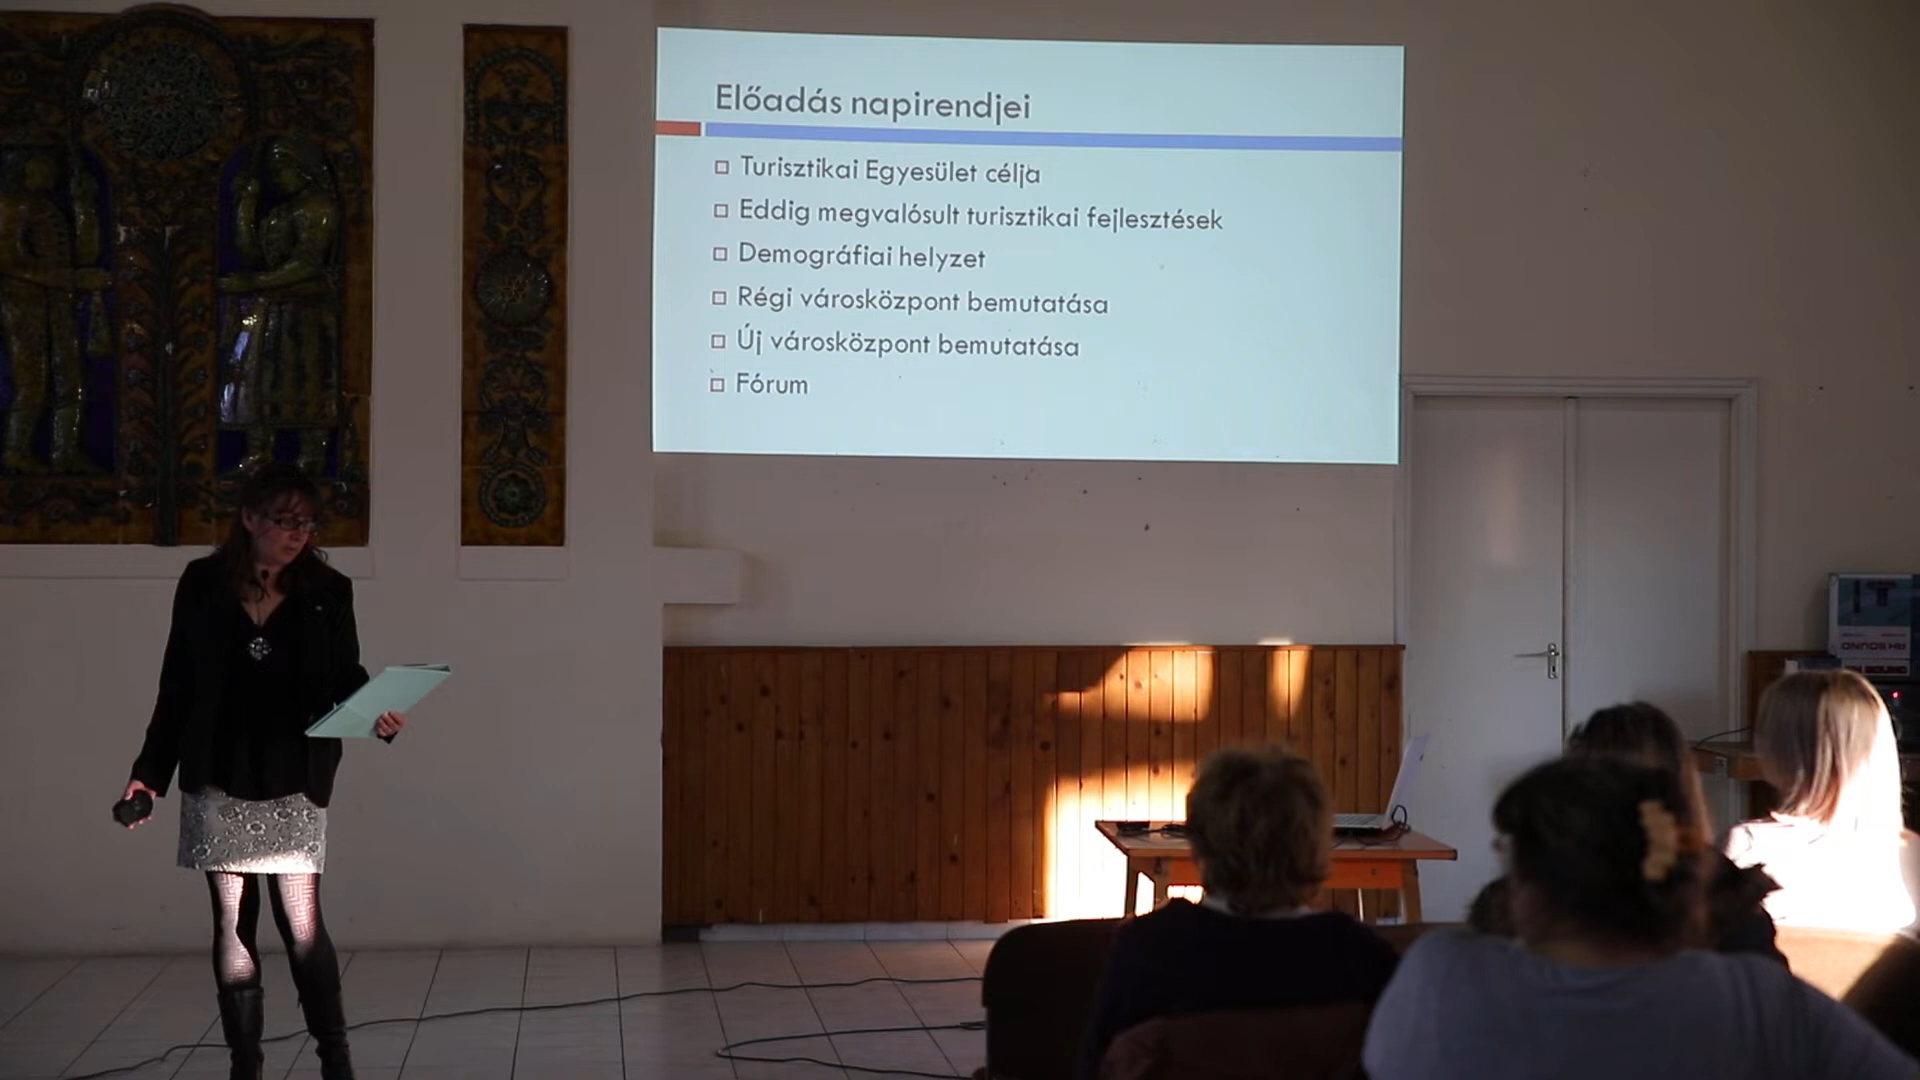 Előadás napirendjei
Turisztikai Egyesület célja
Eddig megvalósult turisztikai fejlesztések
Demográfiai helyzet
Régi városközpont bemutatása
Új városközpont bemutatása
Fórum